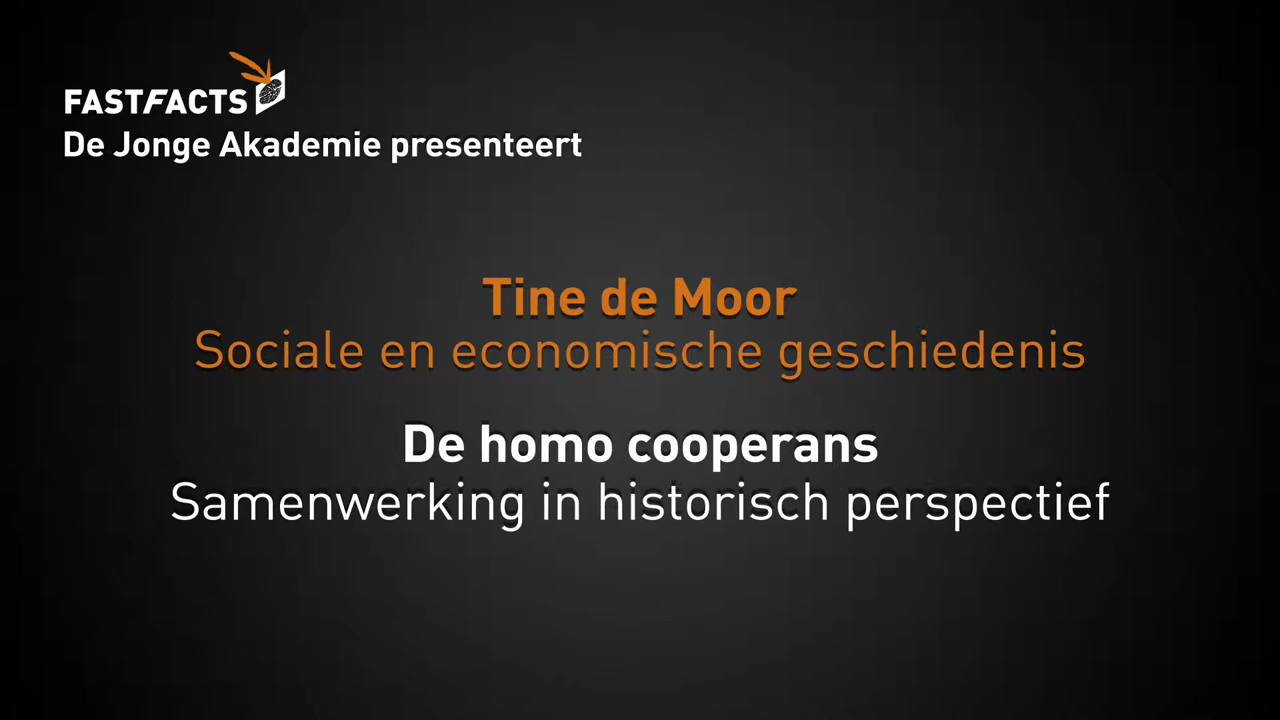 FASTFACTS
De Jonge Akademie presenteert
Tine de Moor
Sociale en economische geschiedenis
De homo cooperans
Samenwerking in historisch perspectief